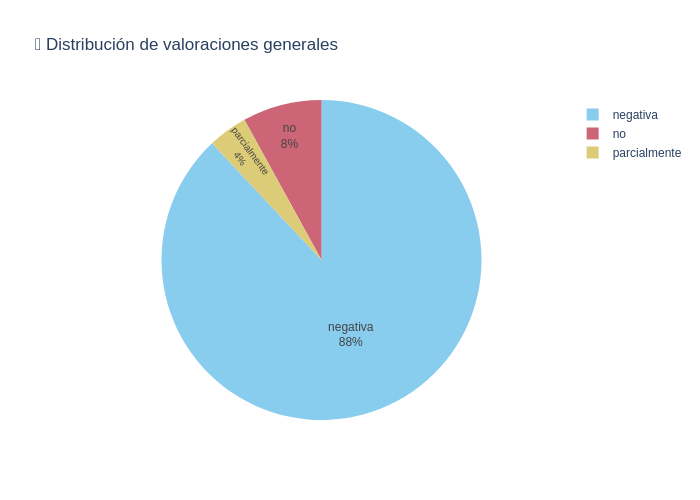 Distribución de valoraciones generales
negativa
no
parcialmente
no
8%
parcialmente
4%
negativa
88%